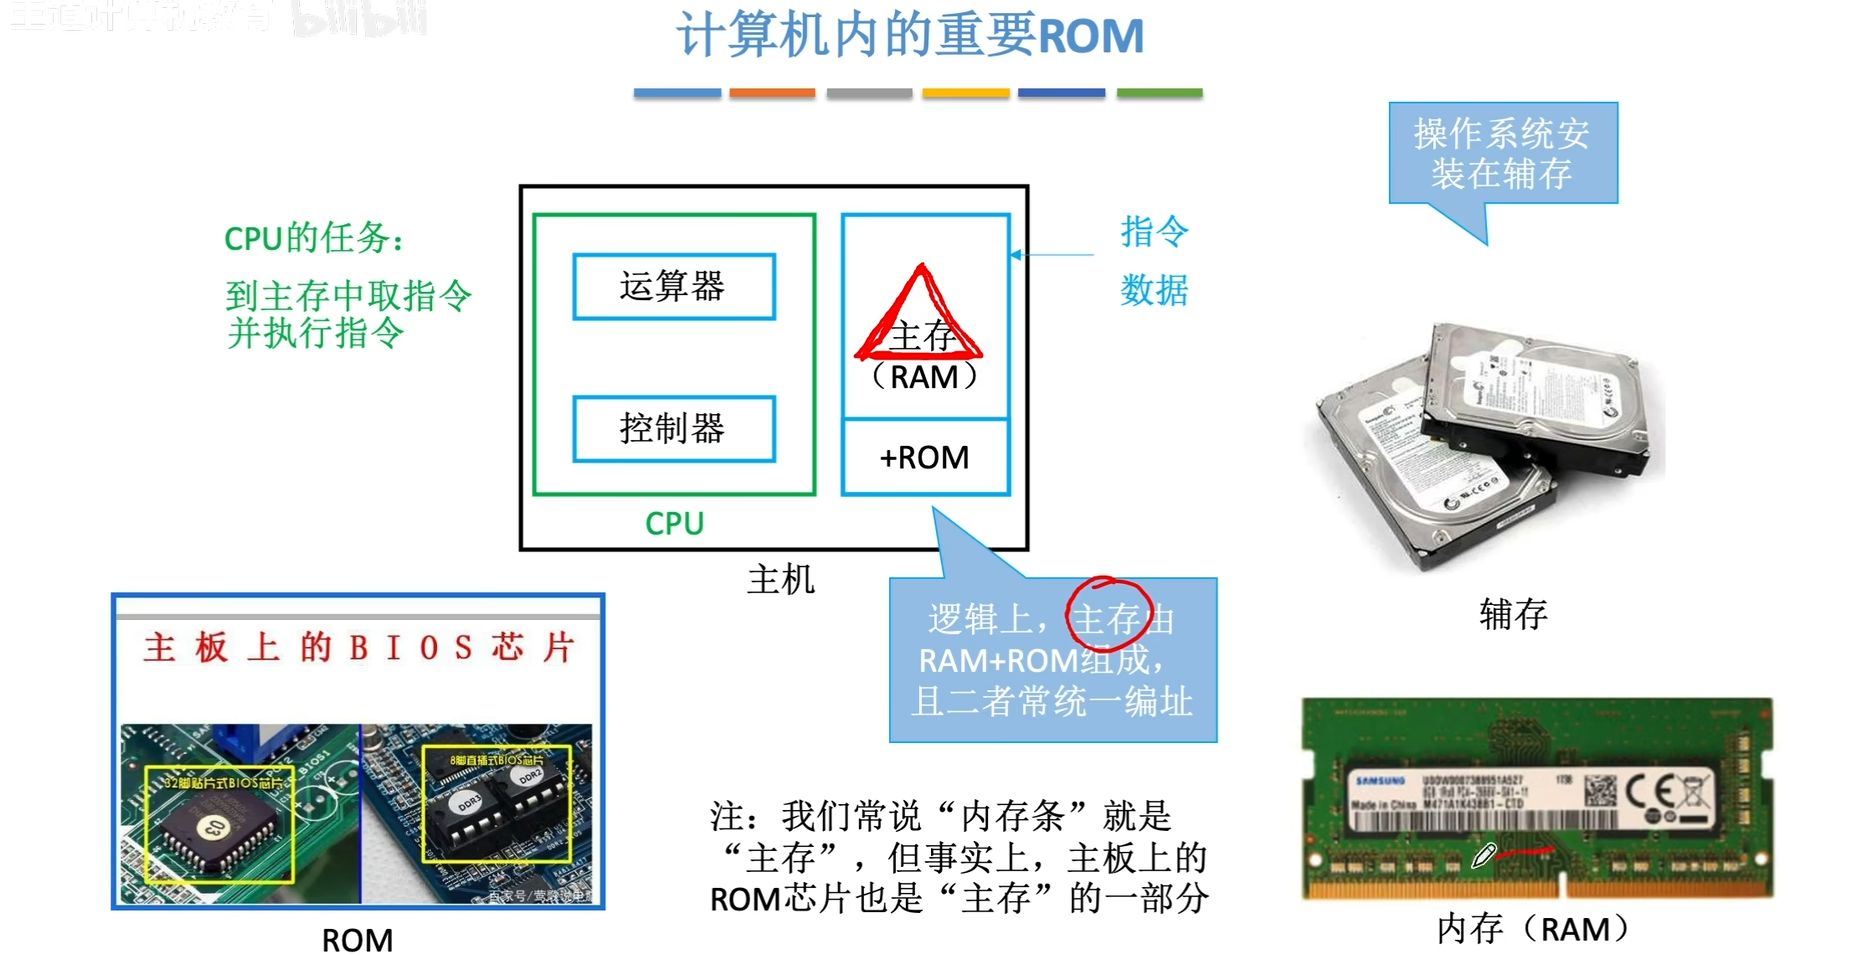 王道计算机教育 bilibili
计算机内的重要ROM
操作系统安
装在辅存
CPU的任务：
到主存中取指令
并执行指令
运算器
控制器
CPU
主存
（RAM）
+ROM
主机
指令
数据
逻辑上，主存由
RAM+ROM组成，
且二者常统一编址
辅存
主板上的BIOS芯片
32脚贴片式BIOS芯片
8脚直插式BIOS芯片
DDR3
DDR2
ROM
注：我们常说“内存条”就是
“主存”，但事实上，主板上的
ROM芯片也是“主存”的一部分
SAMSUNG
Made in China
内存（RAM）